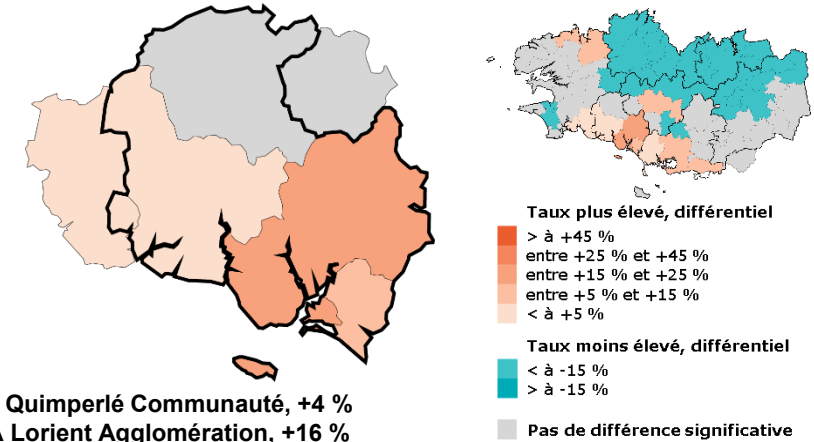 Taux plus élevé, différentiel
> à +45 %
entre +25 % et +45 %
entre +15 % et +25 %
entre +5 % et +15 %
< à +5 %
Taux moins élevé, différentiel
< à -15 %
> à -15 %
Pas de différence significative
Quimperlé Communauté, +4 %
Lorient Agglomération, +16 %